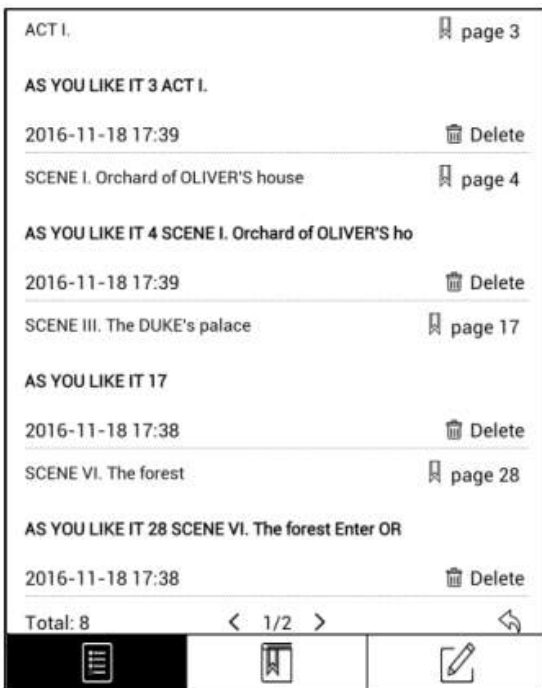 ACT I. page 3
AS YOU LIKE IT 3 ACT I.
2016-11-18 17:39 Delete
SCENE I. Orchard of OLIVER'S house page 4
AS YOU LIKE IT 4 SCENE I. Orchard of OLIVER'S ho
2016-11-18 17:39 Delete
SCENE III. The DUKE's palace page 17
AS YOU LIKE IT 17
2016-11-18 17:38 Delete
SCENE VI. The forest page 28
AS YOU LIKE IT 28 SCENE VI. The forest Enter OR
2016-11-18 17:38 Delete
Total: 8 < 1/2 >